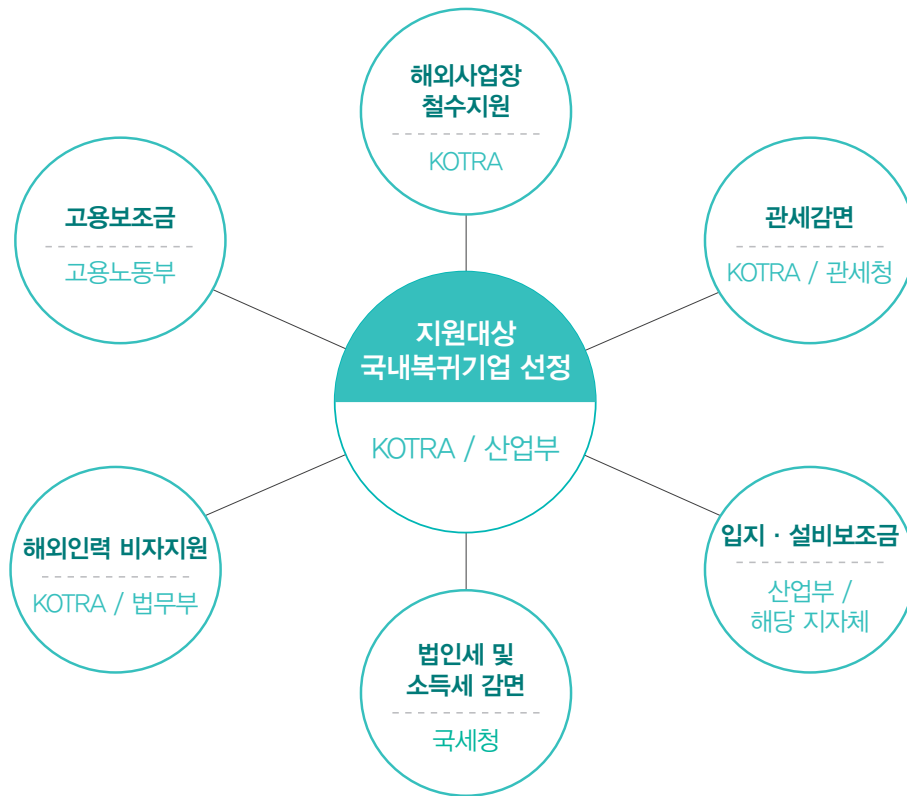 해외사업장
철수지원
KOTRA
고용보조금
고용노동부
관세감면
KOTRA / 관세청
지원대상
국내복귀기업 선정
KOTRA / 산업부
해외인력 비자지원
KOTRA / 법무부
입지 · 설비보조금
산업부 /
해당 지자체
법인세 및
소득세 감면
국세청